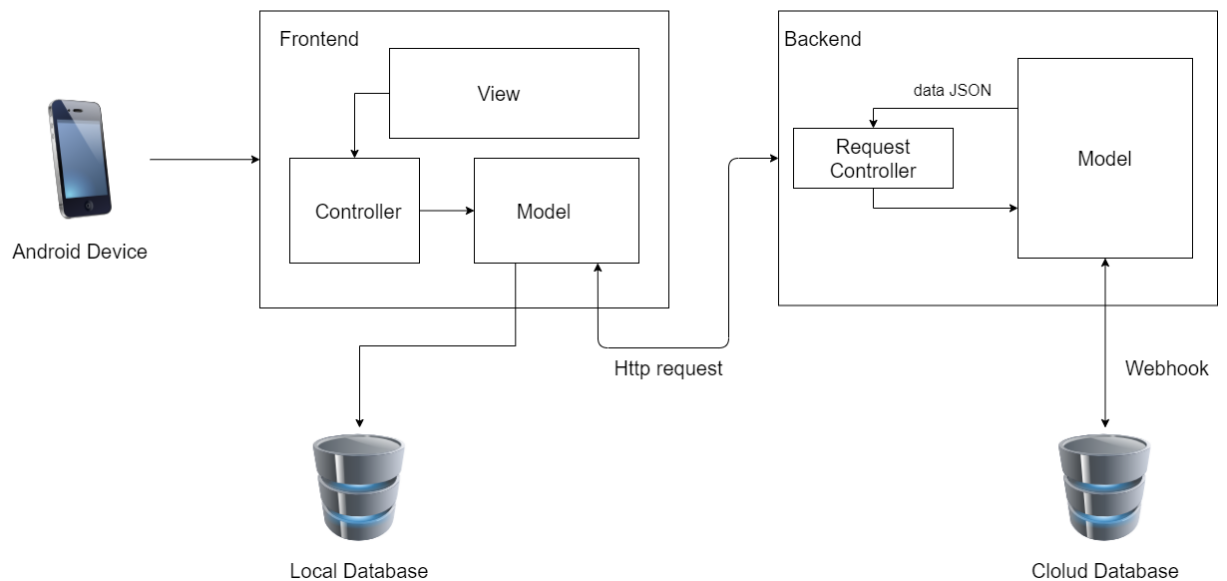 Frontend
View
Controller
Model
Android Device
Http request
Local Database
Backend
data JSON
Request
Controller
Model
Webhook
Clolud Database